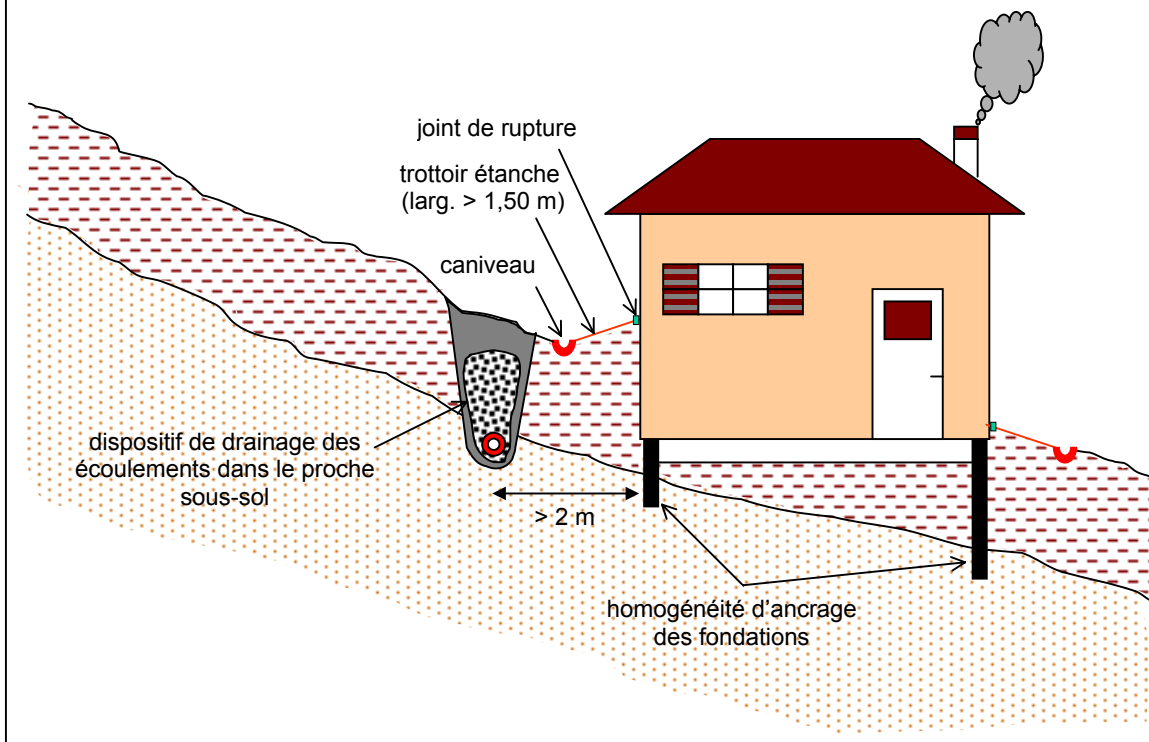 joint de rupture
trottoir étanche
(larg. > 1,50 m)
caniveau
dispositif de drainage des
écoulements dans le proche
sous-sol
> 2 m
homogénéité d’ancrage
des fondations